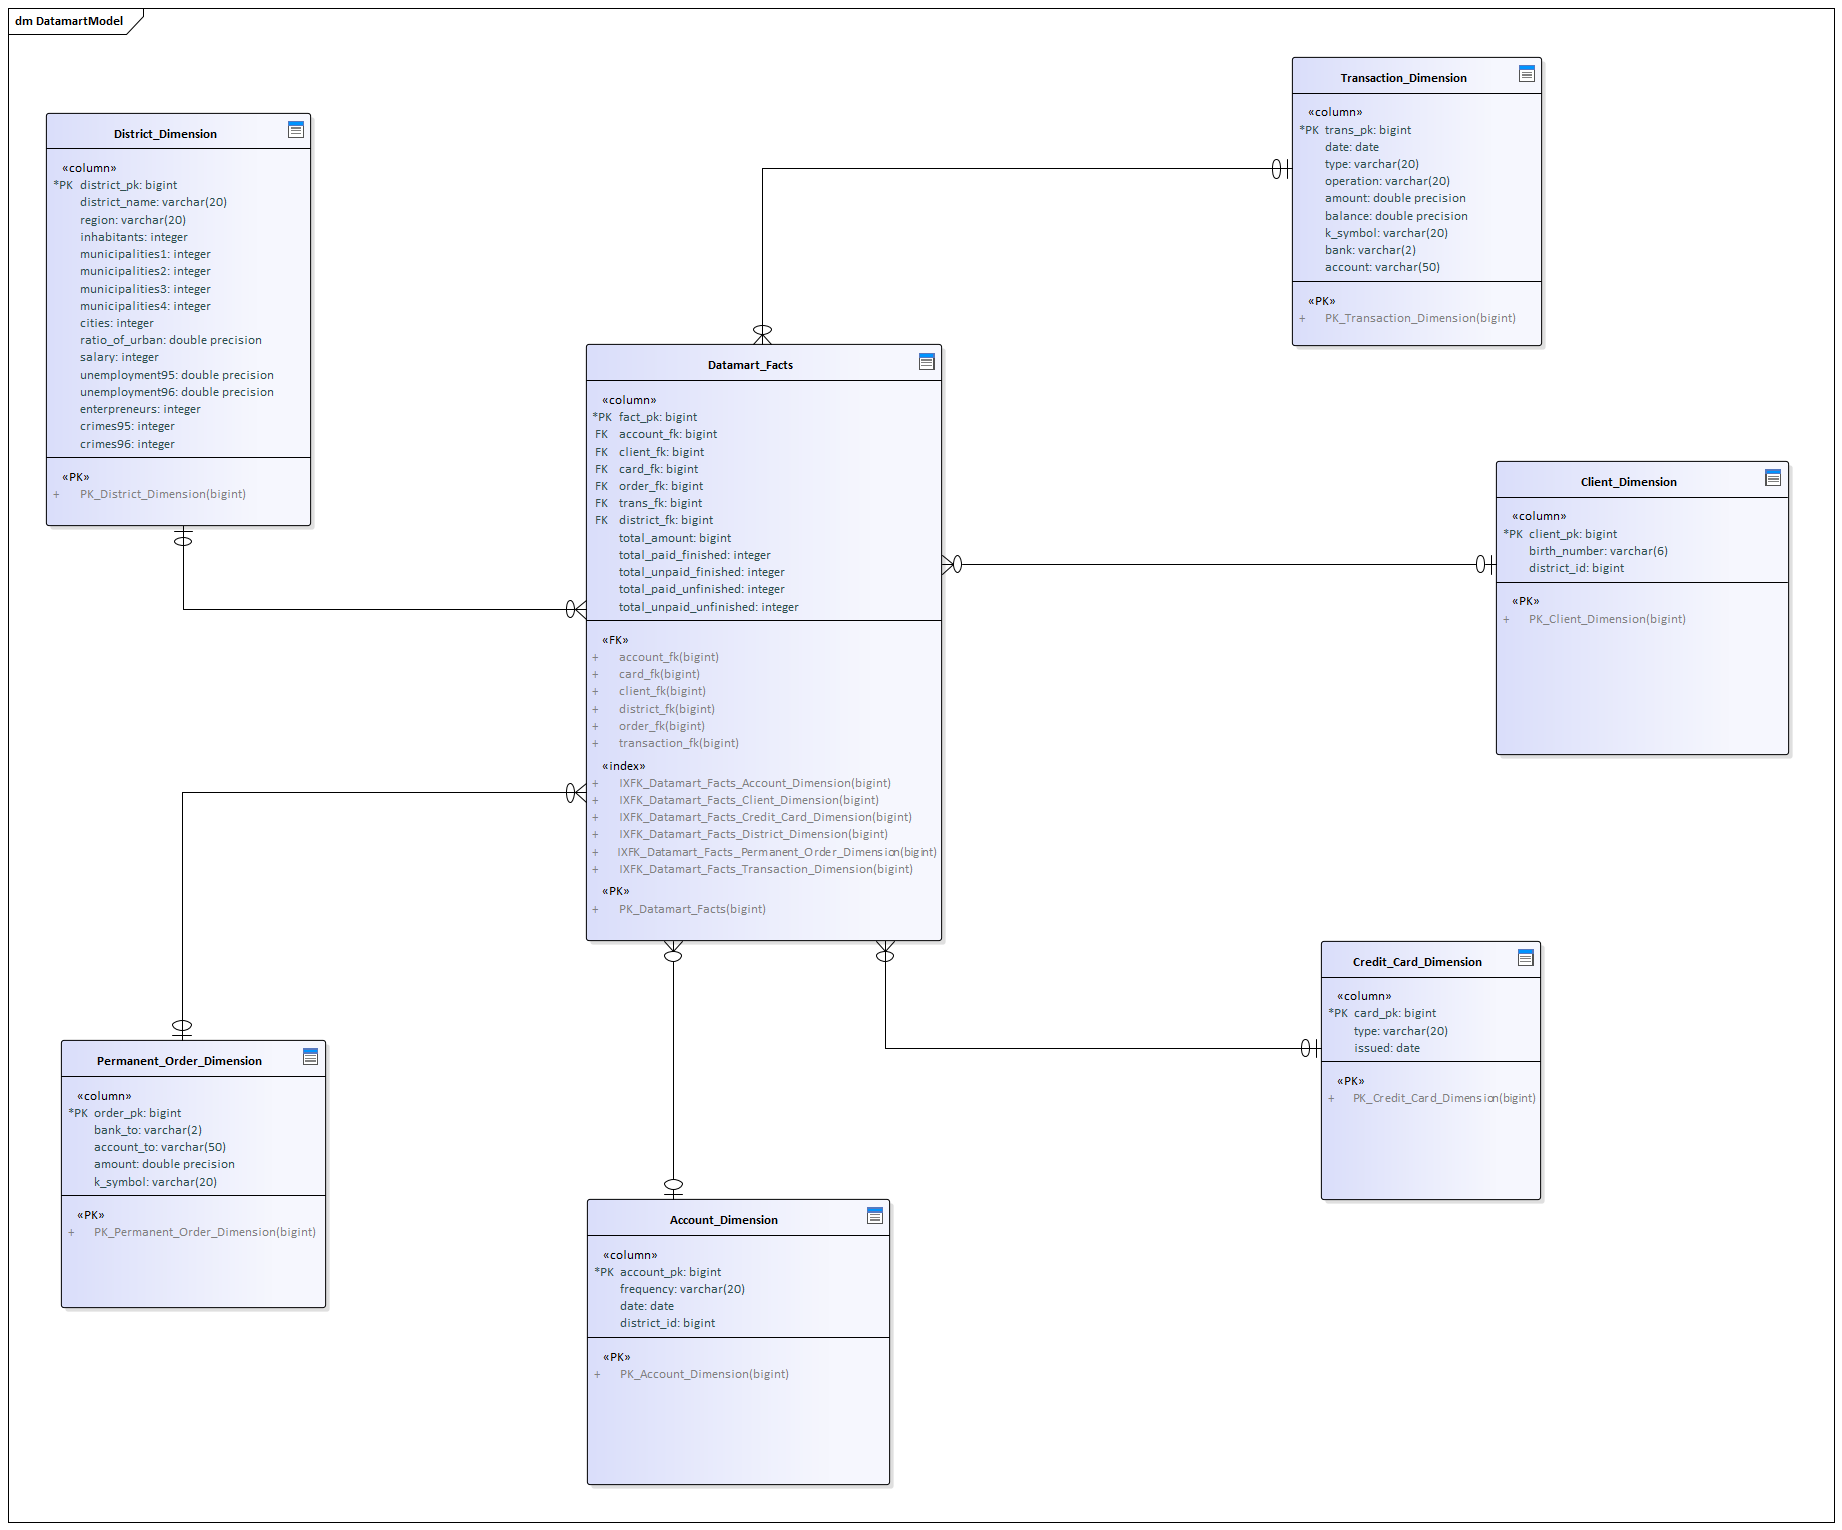 dm DatamartModel
District_Dimension
«column»
*PK district_pk: bigint
district_name: varchar(20)
region: varchar(20)
inhabitants: integer
municipalities1: integer
municipalities2: integer
municipalities3: integer
municipalities4: integer
cities: integer
ratio_of_urban: double precision
salary: integer
unemployment95: double precision
unemployment96: double precision
enterpreneurs: integer
crimes95: integer
crimes96: integer
«PK»
+ PK_District_Dimension(bigint)
Transaction_Dimension
«column»
*PK trans_pk: bigint
date: date
type: varchar(20)
operation: varchar(20)
amount: double precision
balance: double precision
k_symbol: varchar(20)
bank: varchar(2)
account: varchar(50)
«PK»
+ PK_Transaction_Dimension(bigint)
Datamart_Facts
«column»
*PK fact_pk: bigint
FK account_fk: bigint
FK client_fk: bigint
FK card_fk: bigint
FK order_fk: bigint
FK trans_fk: bigint
FK district_fk: bigint
total_amount: bigint
total_paid_finished: integer
total_unpaid_finished: integer
total_paid_unfinished: integer
total_unpaid_unfinished: integer
«FK»
+ account_fk(bigint)
+ card_fk(bigint)
+ client_fk(bigint)
+ district_fk(bigint)
+ order_fk(bigint)
+ transaction_fk(bigint)
«index»
+ IXFK_Datamart_Facts_Account_Dimension(bigint)
+ IXFK_Datamart_Facts_Client_Dimension(bigint)
+ IXFK_Datamart_Facts_Credit_Card_Dimension(bigint)
+ IXFK_Datamart_Facts_District_Dimension(bigint)
+ IXFK_Datamart_Facts_Permanent_Order_Dimension(bigint)
+ IXFK_Datamart_Facts_Transaction_Dimension(bigint)
«PK»
+ PK_Datamart_Facts(bigint)
Client_Dimension
«column»
*PK client_pk: bigint
birth_number: varchar(6)
district_id: bigint
«PK»
+ PK_Client_Dimension(bigint)
Credit_Card_Dimension
«column»
*PK card_pk: bigint
type: varchar(20)
issued: date
«PK»
+ PK_Credit_Card_Dimension(bigint)
Permanent_Order_Dimension
«column»
*PK order_pk: bigint
bank_to: varchar(2)
account_to: varchar(50)
amount: double precision
k_symbol: varchar(20)
«PK»
+ PK_Permanent_Order_Dimension(bigint)
Account_Dimension
«column»
*PK account_pk: bigint
frequency: varchar(20)
date: date
district_id: bigint
«PK»
+ PK_Account_Dimension(bigint)